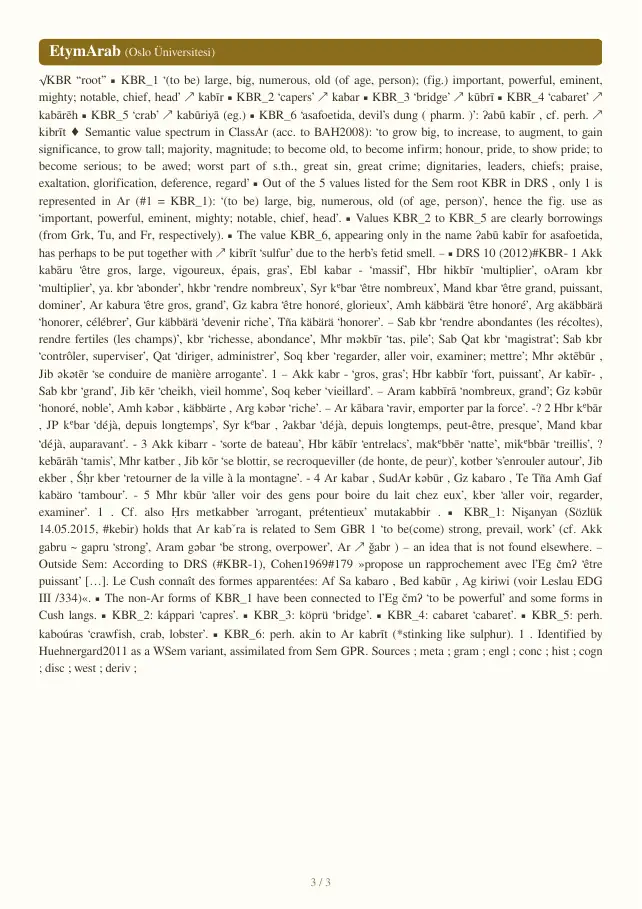 EtymArab (Oslo Üniversitesi)
√KBR “root” ▪ KBR_1 ‘(to be) large, big, numerous, old (of age, person); (fig.) important, powerful, eminent,
mighty; notable, chief, head’ ↗ kabīr ▪ KBR_2 ‘capers’ ↗ kabar ▪ KBR_3 ‘bridge’ ↗ kūbrī ▪ KBR_4 ‘cabaret’ ↗
kabārēh ▪ KBR_5 ‘crab’ ↗ kabūriyā (eg.) ▪ KBR_6 ‘asafoetida, devil’s dung ( pharm. )’: ʔabū kabīr , cf. perh. ↗
kibrīt ♦ Semantic value spectrum in ClassAr (acc. to BAH2008): ‘to grow big, to increase, to augment, to gain
significance, to grow tall; majority, magnitude; to become old, to become infirm; honour, pride, to show pride; to
become serious; to be awed; worst part of s.th., great sin, great crime; dignitaries, leaders, chiefs; praise,
exaltation, glorification, deference, regard’ ▪ Out of the 5 values listed for the Sem root KBR in DRS , only 1 is
represented in Ar (#1 = KBR_1): ‘(to be) large, big, numerous, old (of age, person)’, hence the fig. use as
‘important, powerful, eminent, mighty; notable, chief, head’. ▪ Values KBR_2 to KBR_5 are clearly borrowings
(from Grk, Tu, and Fr, respectively). ▪ The value KBR_6, appearing only in the name ʔabū kabīr for asafoetida,
has perhaps to be put together with ↗ kibrīt ‘sulfur’ due to the herb’s fetid smell. – ▪ DRS 10 (2012)#KBR- 1 Akk
kabāru ‘être gros, large, vigoureux, épais, gras’, Ebl kabar - ‘massif’, Hbr hikbīr ‘multiplier’, oAram kbr
‘multiplier’, ya. kbr ‘abonder’, hkbr ‘rendre nombreux’, Syr kᵉbar ‘être nombreux’, Mand kbar ‘être grand, puissant,
dominer’, Ar kabura ‘être gros, grand’, Gz kabra ‘être honoré, glorieux’, Amh käbbärä ‘être honoré’, Arg akäbbärä
‘honorer, célébrer’, Gur käbbärä ‘devenir riche’, Tña käbärä ‘honorer’. – Sab kbr ‘rendre abondantes (les récoltes),
rendre fertiles (les champs)’, kbr ‘richesse, abondance’, Mhr məkbīr ‘tas, pile’; Sab Qat kbr ‘magistrat’; Sab kbr
‘contrôler, superviser’, Qat ‘diriger, administrer’, Soq kber ‘regarder, aller voir, examiner; mettre’; Mhr əktēbūr ,
Jib əkətēr ‘se conduire de manière arrogante’. 1 – Akk kabr - ‘gros, gras’; Hbr kabbīr ‘fort, puissant’, Ar kabīr- ,
Sab kbr ‘grand’, Jib kēr ‘cheikh, vieil homme’, Soq keber ‘vieillard’. – Aram kabbīrā ‘nombreux, grand’; Gz kəbūr
‘honoré, noble’, Amh kəbər , käbbärte , Arg kəbər ‘riche’. – Ar kābara ‘ravir, emporter par la force’. -? 2 Hbr kᵉbār
, JP kᵉbar ‘déjà, depuis longtemps’, Syr kᵉbar , ʔakbar ‘déjà, depuis longtemps, peut-être, presque’, Mand kbar
‘déjà, auparavant’. - 3 Akk kibarr - ‘sorte de bateau’, Hbr kābīr ‘entrelacs’, makᵉbbēr ‘natte’, mikᵉbbār ‘treillis’, ?
kebārāh ‘tamis’, Mhr katber , Jib kōr ‘se blottir, se recroqueviller (de honte, de peur)’, kotber ‘s’enrouler autour’, Jib
ekber , Śḥr kber ‘retourner de la ville à la montagne’. - 4 Ar kabar , SudAr kəbūr , Gz kabaro , Te Tña Amh Gaf
kabäro ‘tambour’. - 5 Mhr kbūr ‘aller voir des gens pour boire du lait chez eux’, kber ‘aller voir, regarder,
examiner’. 1 . Cf. also Ḥrs metkabber ‘arrogant, prétentieux’ mutakabbir . ▪ KBR_1: Nişanyan (Sözlük
14.05.2015, #kebir) holds that Ar kabˇra is related to Sem GBR 1 ‘to be(come) strong, prevail, work’ (cf. Akk
gabru ~ gapru ‘strong’, Aram gəbar ‘be strong, overpower’, Ar ↗ ǧabr ) – an idea that is not found elsewhere. –
Outside Sem: According to DRS (#KBR-1), Cohen1969#179 »propose un rapprochement avec l’Eg čmʔ ‘être
puissant’ […]. Le Cush connaît des formes apparentées: Af Sa kabaro , Bed kabūr , Ag kiriwi (voir Leslau EDG
III /334)«. ▪ The non-Ar forms of KBR_1 have been connected to l’Eg čmʔ ‘to be powerful’ and some forms in
Cush langs. ▪ KBR_2: káppari ‘capres’. ▪ KBR_3: köprü ‘bridge’. ▪ KBR_4: cabaret ‘cabaret’. ▪ KBR_5: perh.
kaboúras ‘crawfish, crab, lobster’. ▪ KBR_6: perh. akin to Ar kabrīt (*stinking like sulphur). 1 . Identified by
Huehnergard2011 as a WSem variant, assimilated from Sem GPR. Sources ; meta ; gram ; engl ; conc ; hist ; cogn
; disc ; west ; deriv ;
3 / 3